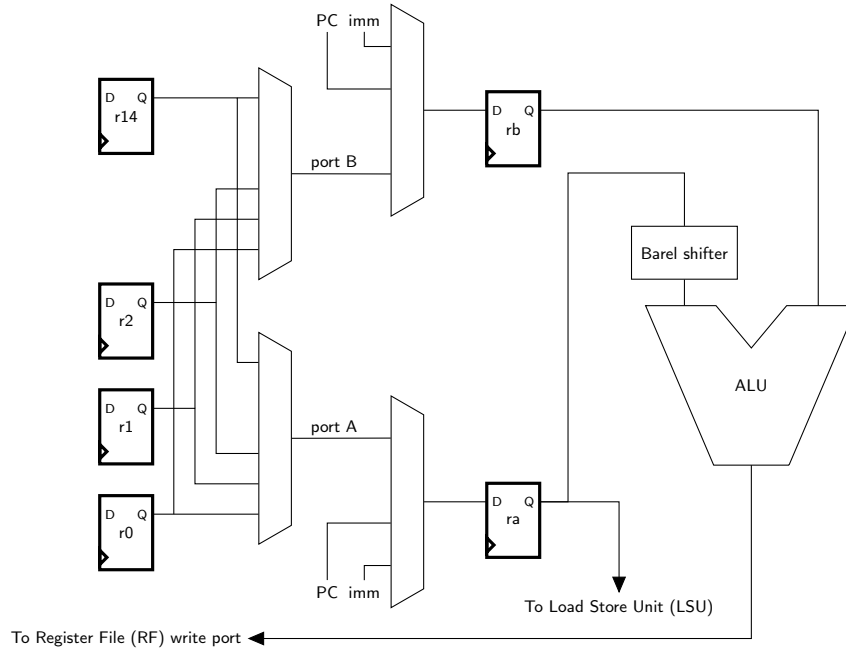 PC imm
D Q
r14
D Q
rb
port B
Barel shifter
D Q
r2
ALU
D Q
r1
port A
D Q
r0
D Q
ra
PC imm
To Load Store Unit (LSU)
To Register File (RF) write port